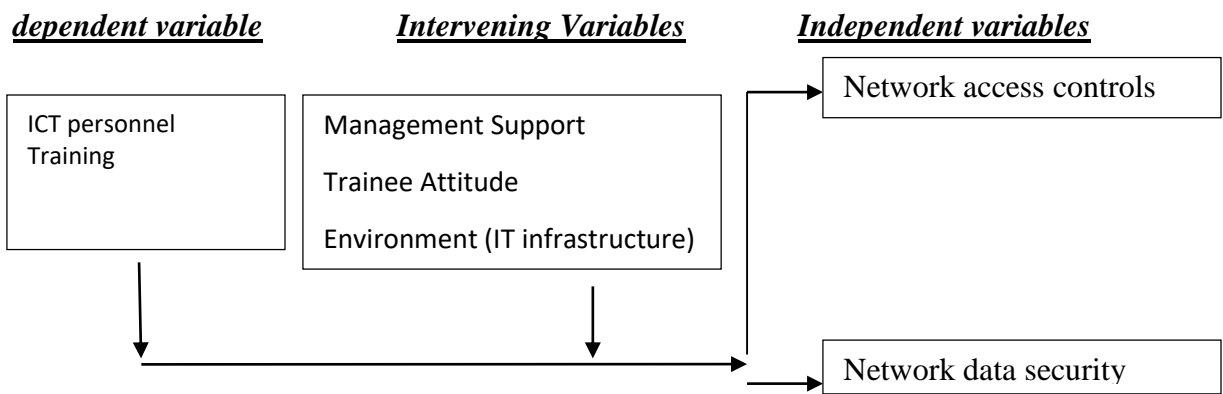 dependent variable Intervening Variables Independent variables
ICT personnel
Training
Management Support
Trainee Attitude
Environment (IT infrastructure)
Network access controls
Network data security